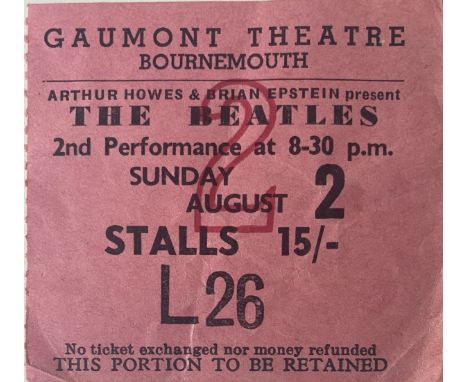 GAUMONT THEATRE
BOURNEMOUTH
ARTHUR HOWES & BRIAN EPSTEIN present
THE BEATLES
2
2nd Performance at 8-30 p.m.
SUNDAY
AUGUST 2
STALLS 15/-
L26
No ticket exchanged nor money refunded
THIS PORTION TO BE RETAINED